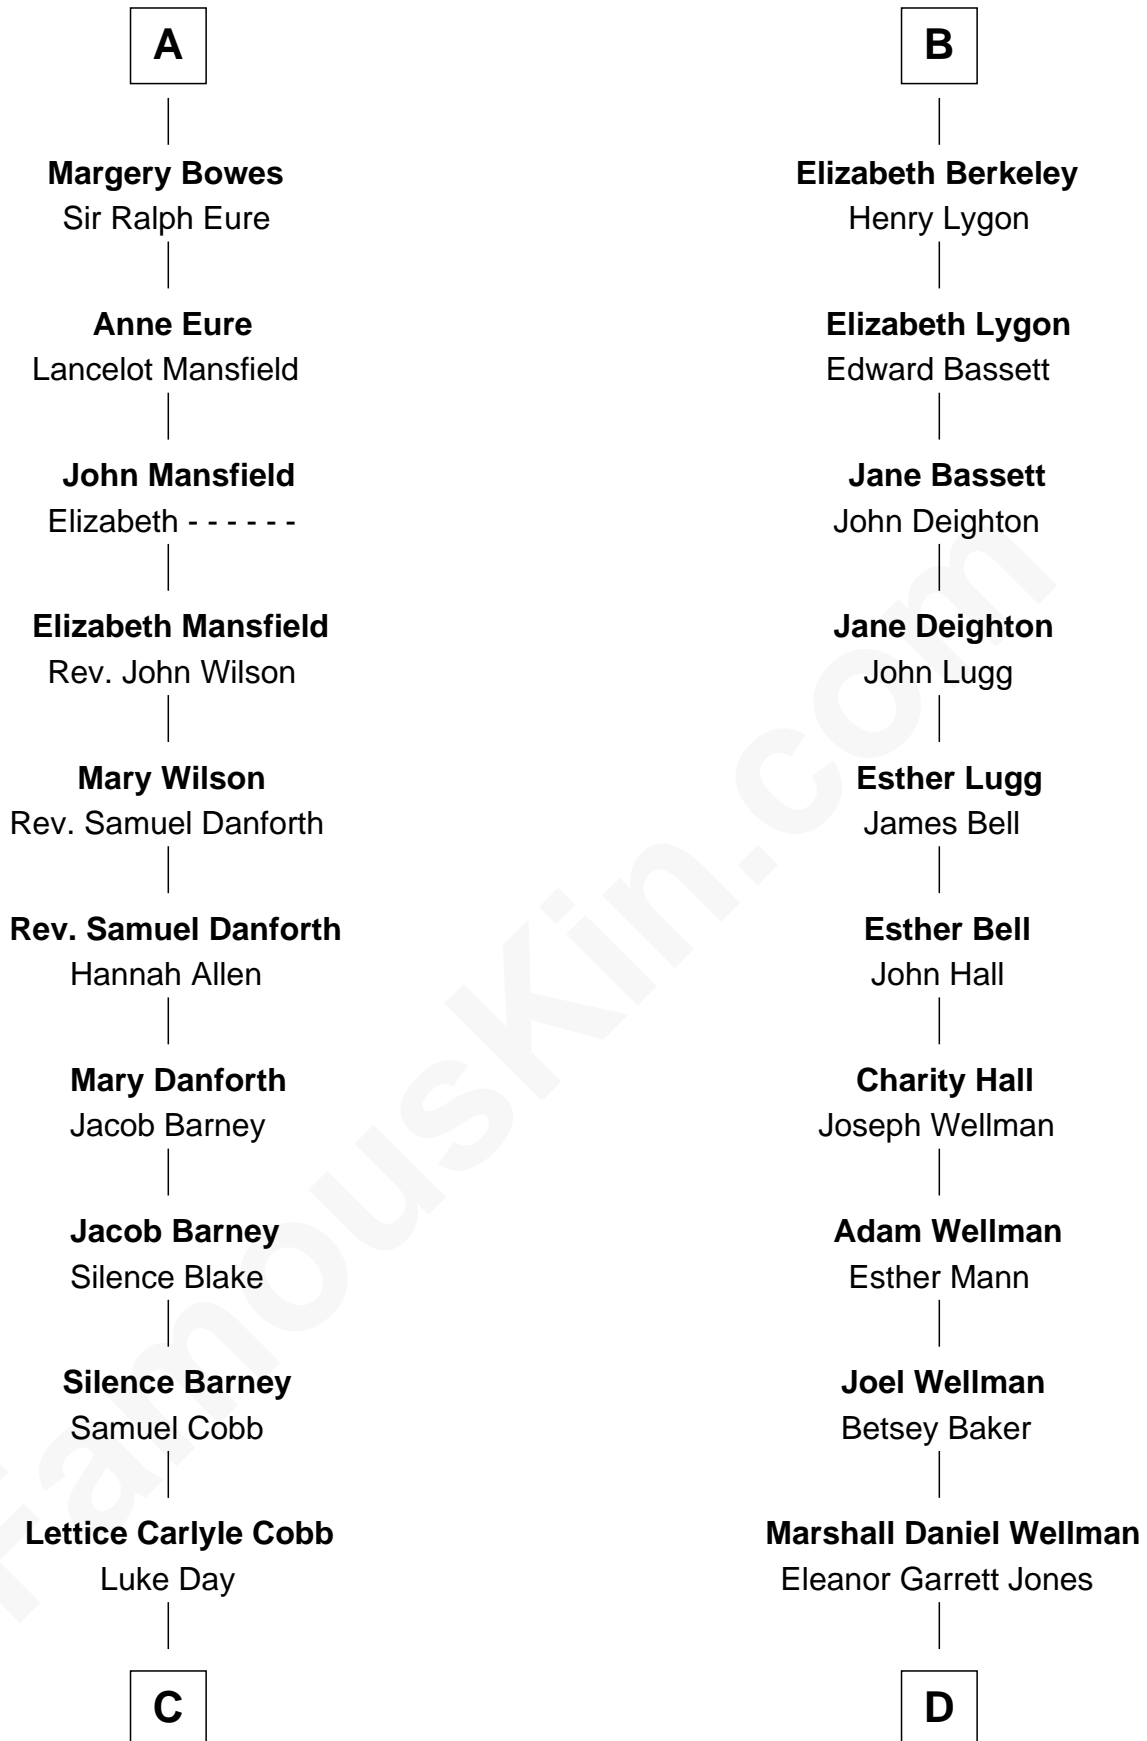 A
Margery Bowes
Sir Ralph Eure
Anne Eure
Lancelot Mansfield
John Mansfield
Elizabeth - - - - - -
Elizabeth Mansfield
Rev. John Wilson
Mary Wilson
Rev. Samuel Danforth
Rev. Samuel Danforth
Hannah Allen
Mary Danforth
Jacob Barney
Jacob Barney
Silence Blake
Silence Barney
Samuel Cobb
Lettice Carlyle Cobb
Luke Day
C
B
Elizabeth Berkeley
Henry Lygon
Elizabeth Lygon
Edward Bassett
Jane Bassett
John Deighton
Jane Deighton
John Lugg
Esther Lugg
James Bell
Esther Bell
John Hall
Charity Hall
Joseph Wellman
Adam Wellman
Esther Mann
Joel Wellman
Betsey Baker
Marshall Daniel Wellman
Eleanor Garrett Jones
D
FamousKin.com